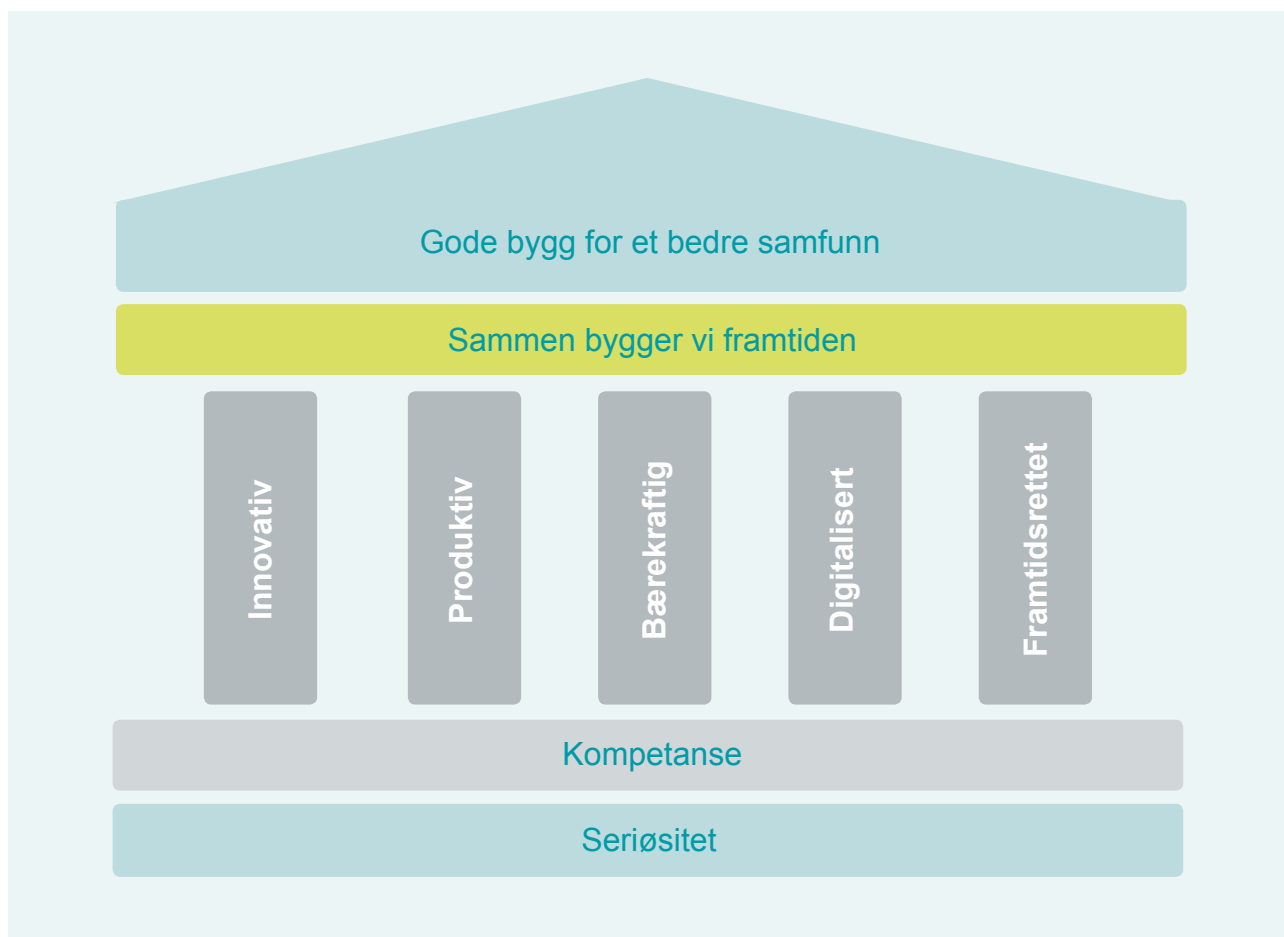 Gode bygg for et bedre samfunn
Sammen bygger vi framtiden
Innovativ
Produktiv
Bærekraftig
Digitalisert
Framtidsrettet
Kompetanse
Seriøsitet